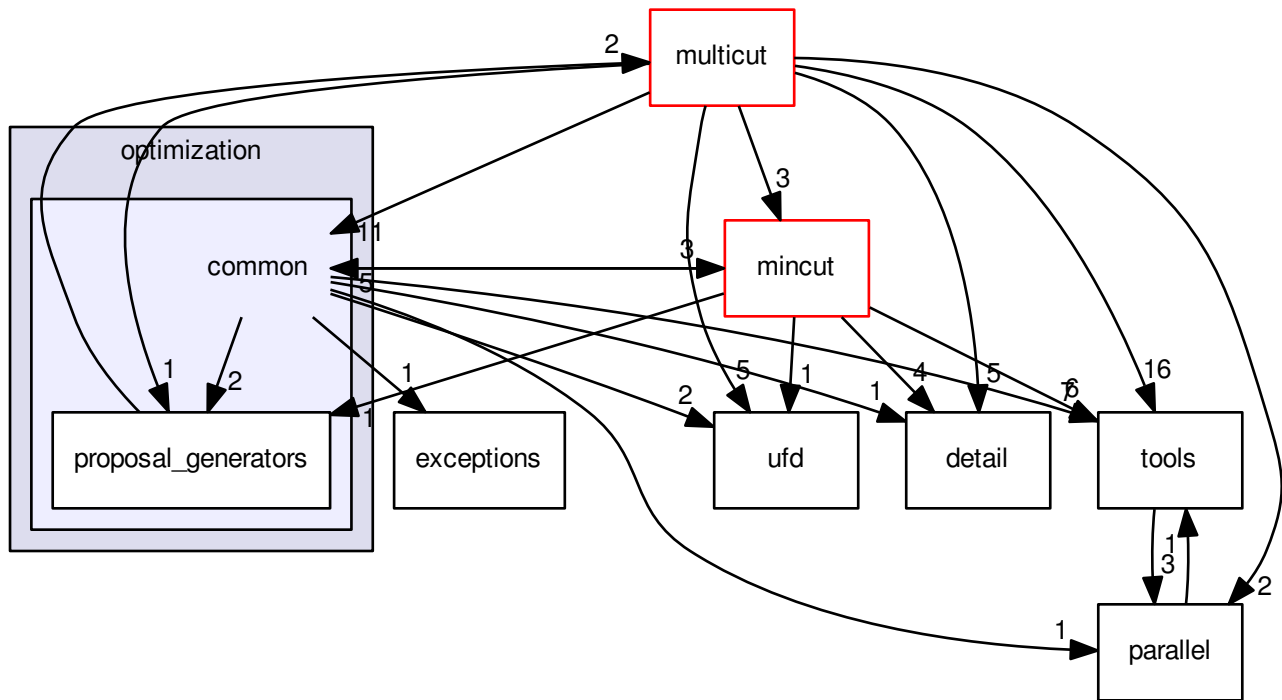 2
multicut
optimization
3
11
common
3
mincut
5
1
2
1
5
1
1
4
5
7
6
16
1
2
proposal_generators
exceptions
ufd
detail
tools
1
3
2
1
parallel